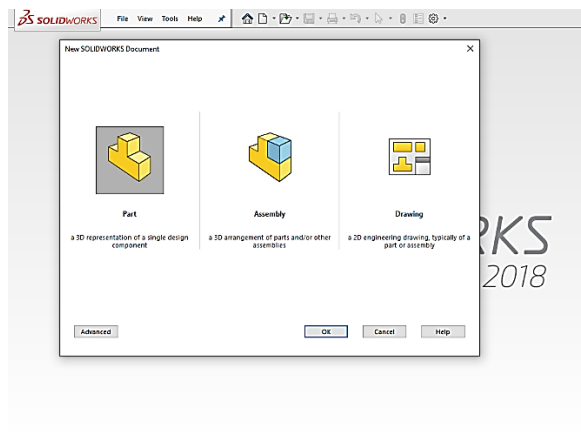 SOLIDWORKS File View Tools Help
New SOLIDWORKS Document
Part
a 3D representation of a single design
component
Assembly
a 3D arrangement of parts and/or other
assemblies
Drawing
a 2D engineering drawing, typically of a
part or assembly
RKS
2018
Advanced OK Cancel Help